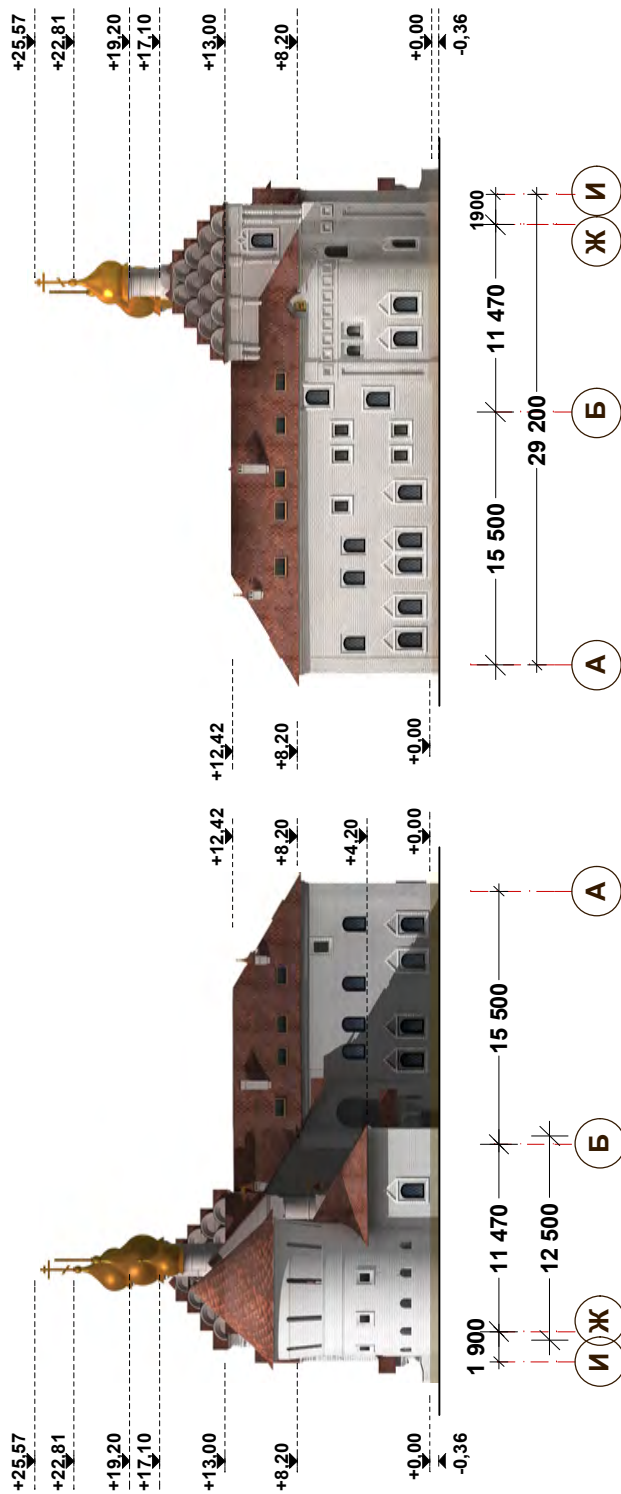 +25,57 +25,57
+22,81 +22,81
+19,20 +19,20
+17,10 +17,10
+13,00 +13,00
+12,42 +12,42
+8,20 +8,20 +8,20 +8,20
+4,20
+0,00 +0,00 +0,00 +0,00
-0,36 -0,36
1 900 11 470 15 500 15 500 11 470 1900
12 500 29 200
И Ж Б А А Б Ж И